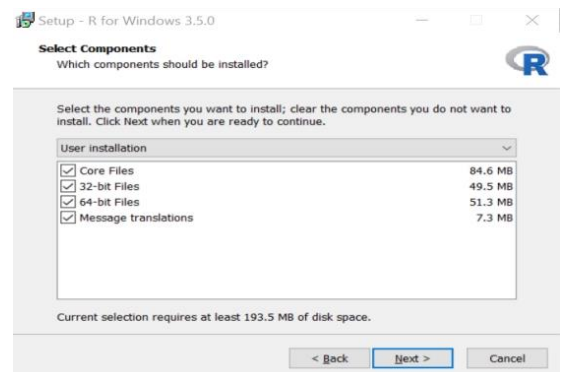 Setup - R for Windows 3.5.0
Select Components
Which components should be installed?
R
Select the components you want to install; clear the components you do not want to
install. Click Next when you are ready to continue.
User installation
Core Files 84.6 MB
32-bit Files 49.5 MB
64-bit Files 51.3 MB
Message translations 7.3 MB
Current selection requires at least 193.5 MB of disk space.
< Back Next > Cancel